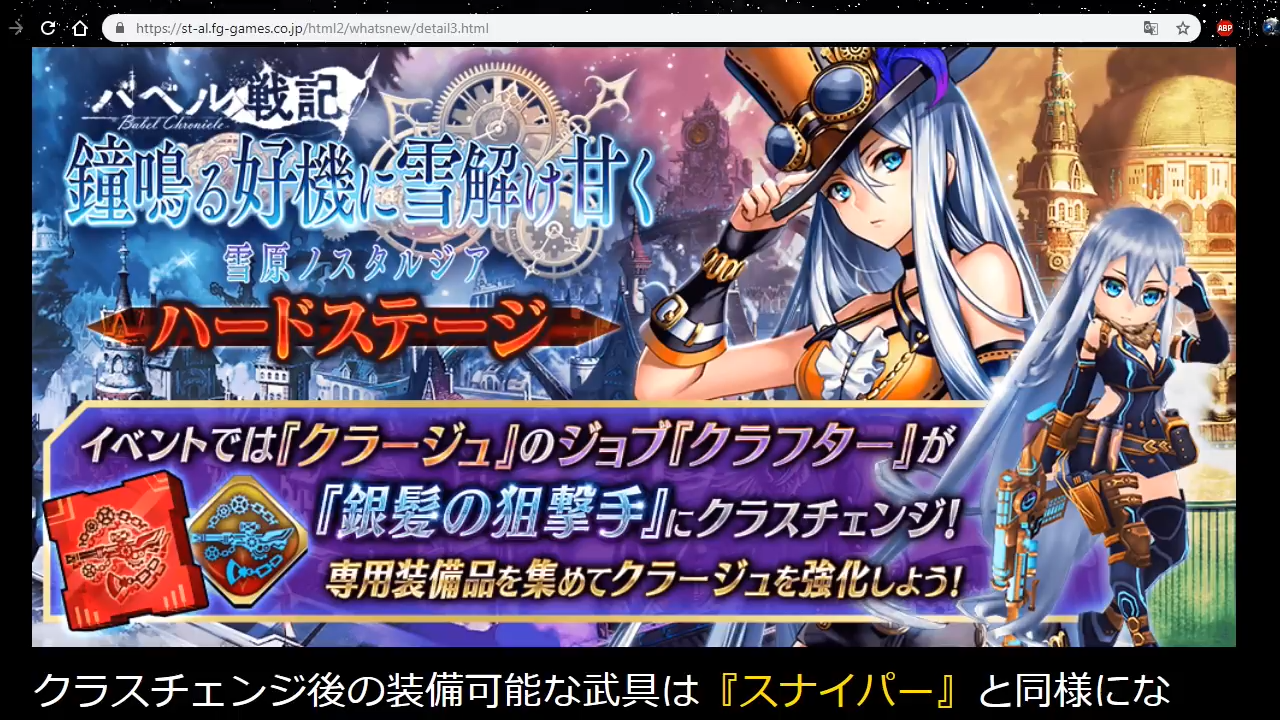 https://st-al.fg-games.co.jp/html2/whatsnew/detail3.html
ABP
バベル戦記
Babel Chronicle
鐘鳴る好機に雪解け甘く
雪原ノスタルジア
ハードステージ
イベントでは『クラージュ』のジョブ『クラフター』が
『銀髪の狙撃手』にクラスチェンジ!
専用装備品を集めてクラージュを強化しよう!
クラスチェンジ後の装備可能な武具は『スナイパー』と同様にな